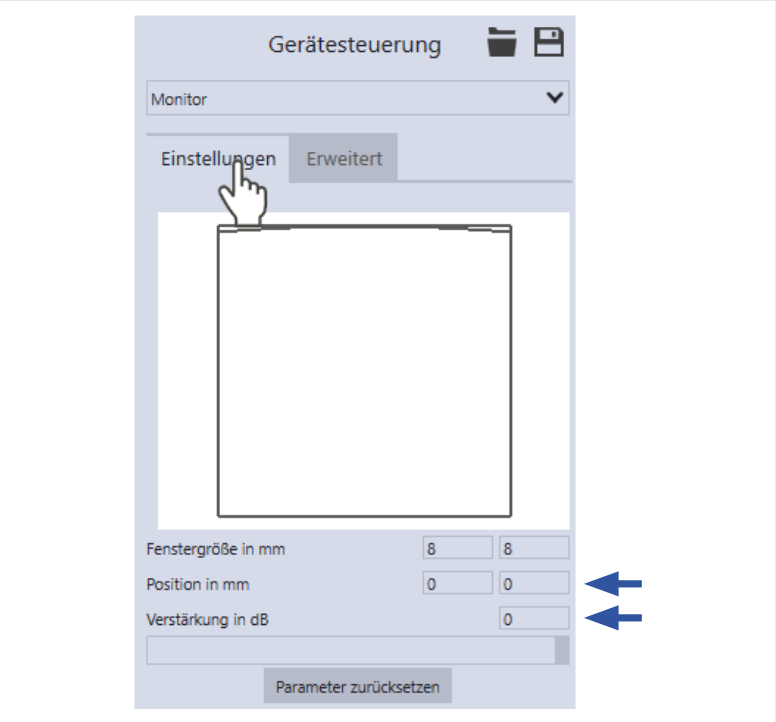 Gerätesteuerung
Monitor
Einstellungen Erweitert
Fenstergröße in mm 8 8
Position in mm 0 0
Verstärkung in dB 0
Parameter zurücksetzen